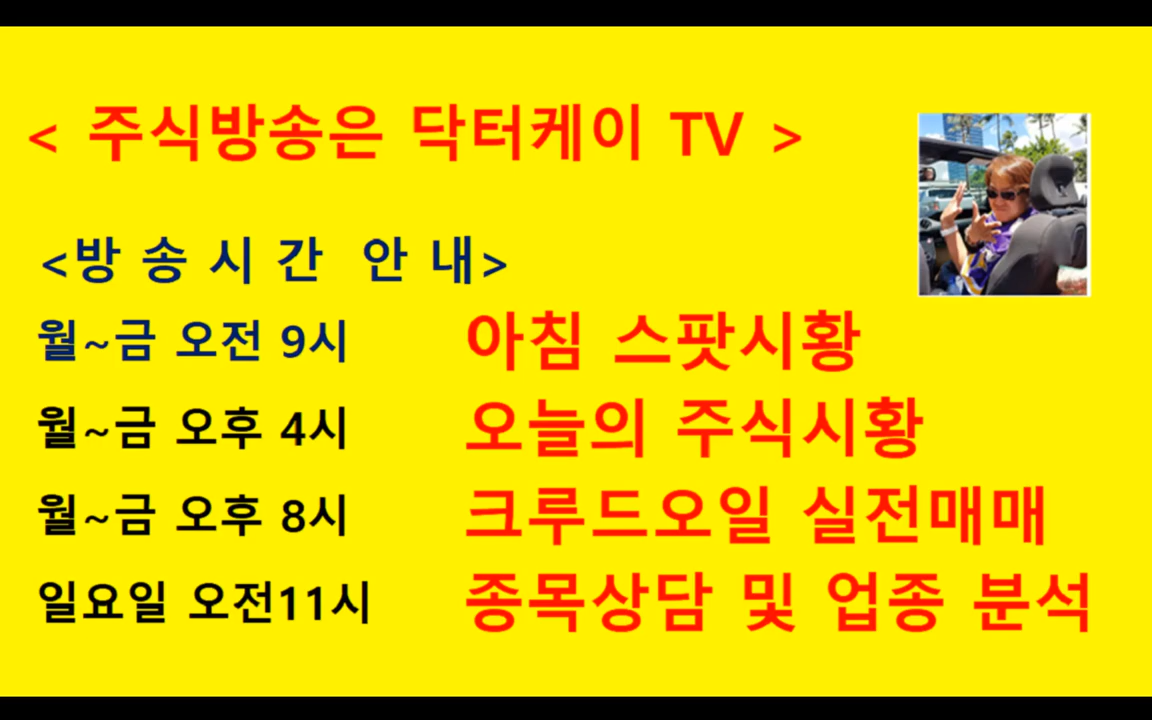 < 주식방송은 닥터케이 TV >
<방 송 시 간 안 내>
월~금 오전 9시 아침 스팟시황
월~금 오후 4시 오늘의 주식시황
월~금 오후 8시 크루드오일 실전매매
일요일 오전11시 종목상담 및 업종 분석